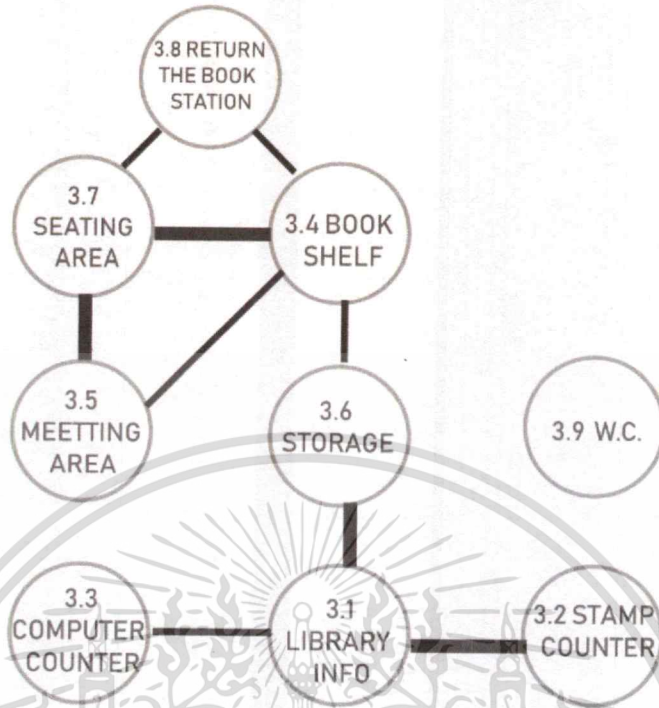 3.8 RETURN
THE BOOK
STATION
3.7
SEATING
AREA
3.4 BOOK
SHELF
3.5
MEETTING
AREA
3.6
STORAGE
3.9 W.C.
3.3
COMPUTER
COUNTER
3.1
LIBRARY
INFO
3.2 STAMP
COUNTER